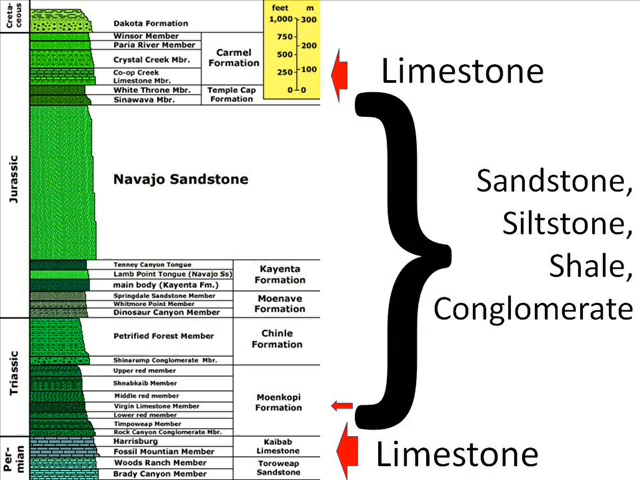 Creta-
ceous
feet m
1,000 300
750
200
500
250 100
0 0
Dakota Formation
Winsor Member
Paria River Member
Crystal Creek Mbr.
Co-op Creek
Limestone Mbr.
Carmel
Formation
White Throne Mbr.
Sinawava Mbr.
Temple Cap
Formation
Jurassic
Navajo Sandstone
Tenney Canyon Tongue
Lamb Point Tongue (Navajo Ss)
main body (Kayenta Fm.)
Kayenta
Formation
Springdale Sandstone Member
Whitmore Point Member
Dinosaur Canyon Member
Moenave
Formation
Triassic
Petrified Forest Member
Shinarump Conglomerate Mbr.
Chinle
Formation
Upper red member
Shnabkaib Member
Middle red member
Virgin Limestone Member
Lower red member
Timpoweap Member
Rock Canyon Conglomerate Mbr.
Moenkopi
Formation
Per-
mian
Harrisburg
Fossil Mountian Member
Kaibab
Limestone
Woods Ranch Member
Brady Canyon Member
Toroweap
Sandstone
Limestone
Sandstone,
Siltstone,
Shale,
Conglomerate
Limestone